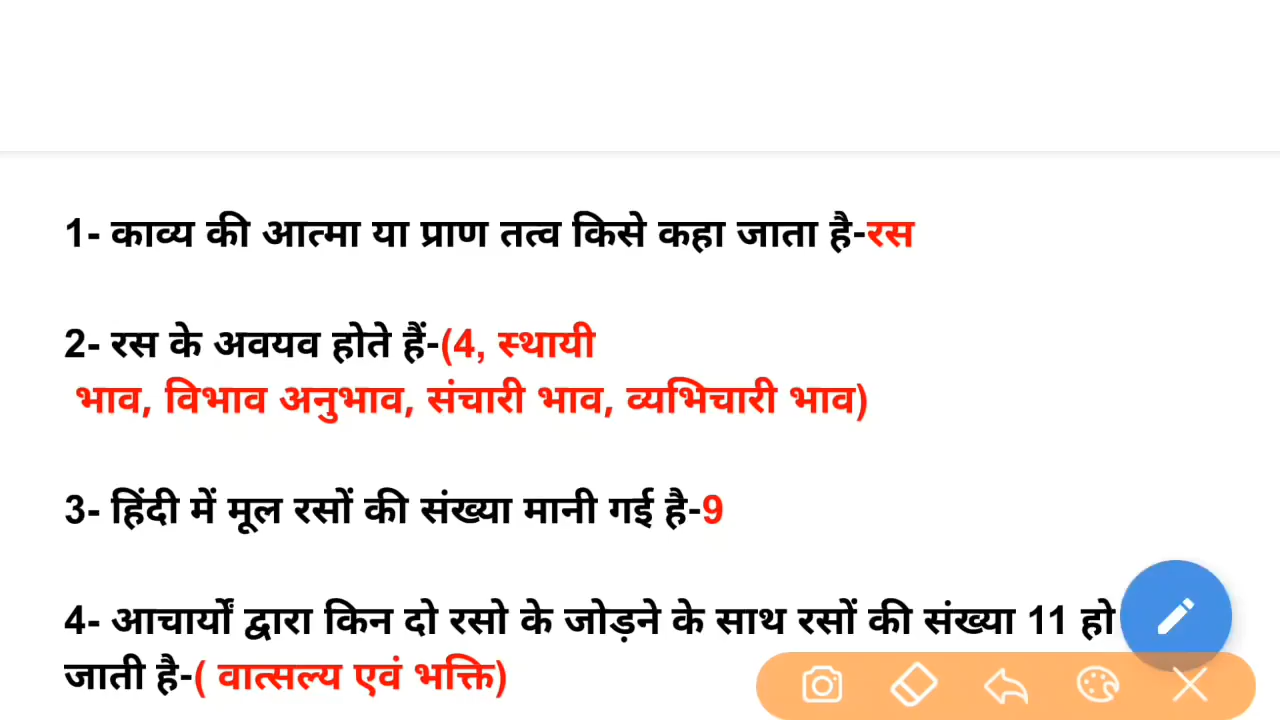 1- काव्य की आत्मा या प्राण तत्व किसे कहा जाता है-रस
2- रस के अवयव होते हैं-(4, स्थायी
भाव, विभाव अनुभाव, संचारी भाव, व्यभिचारी भाव)
3- हिंदी में मूल रसों की संख्या मानी गई है-9
4- आचार्यों द्वारा किन दो रसो के जोड़ने के साथ रसों की संख्या 11 हो
जाती है-( वात्सल्य एवं भक्ति)